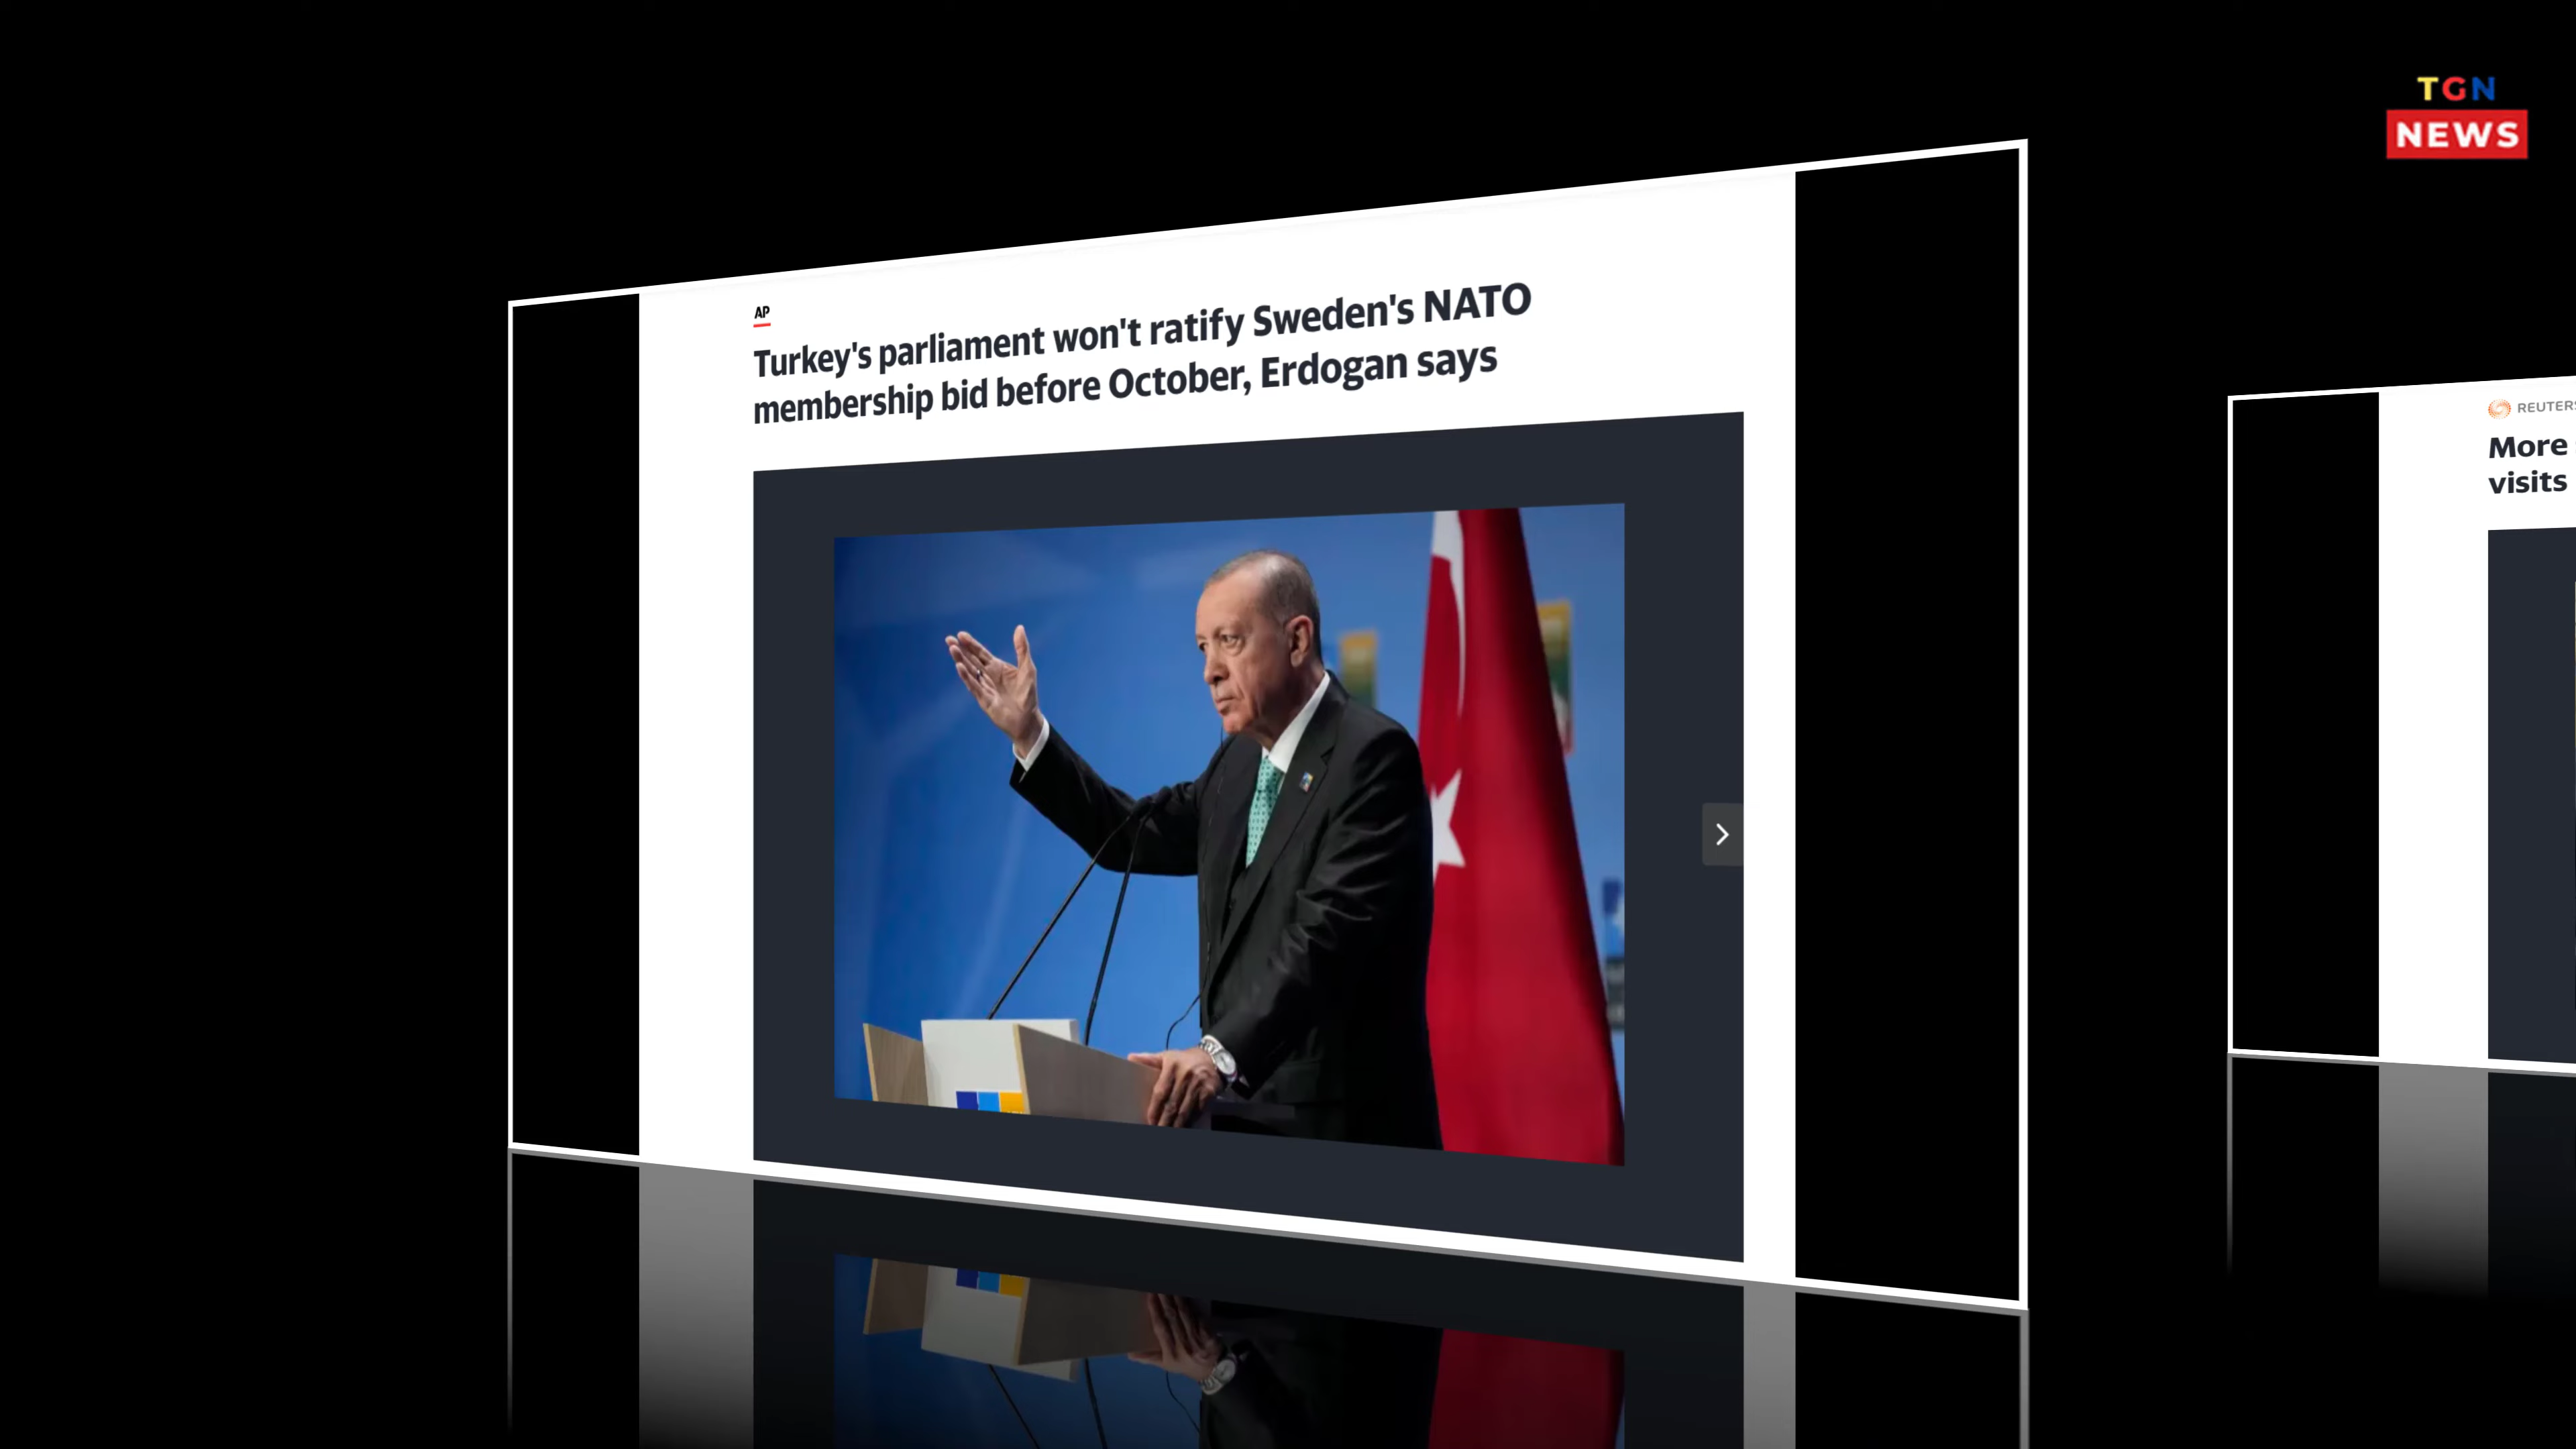 TGN
NEWS
AP
Turkey's parliament won't ratify Sweden's NATO
membership bid before October, Erdogan says
REUTERS
More
visits